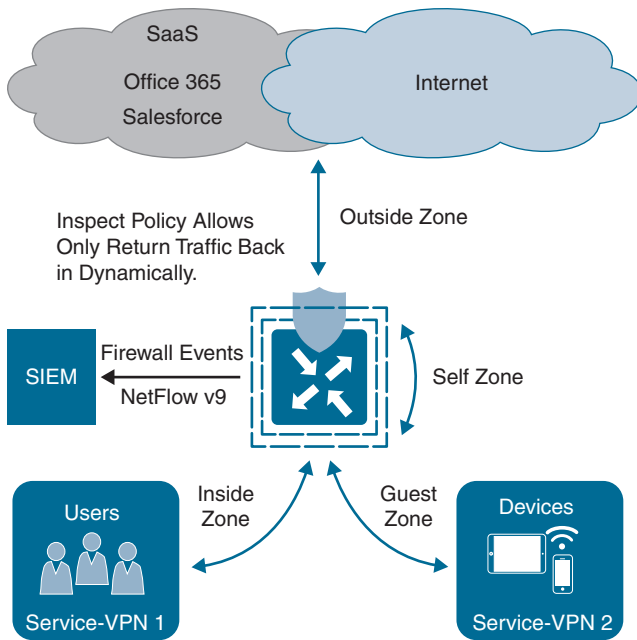 SaaS
Office 365
Salesforce
Internet
Inspect Policy Allows
Only Return Traffic Back
in Dynamically.
Outside Zone
SIEM
Firewall Events
NetFlow v9
Self Zone
Inside
Zone
Guest
Zone
Users
Service-VPN 1
Devices
Service-VPN 2